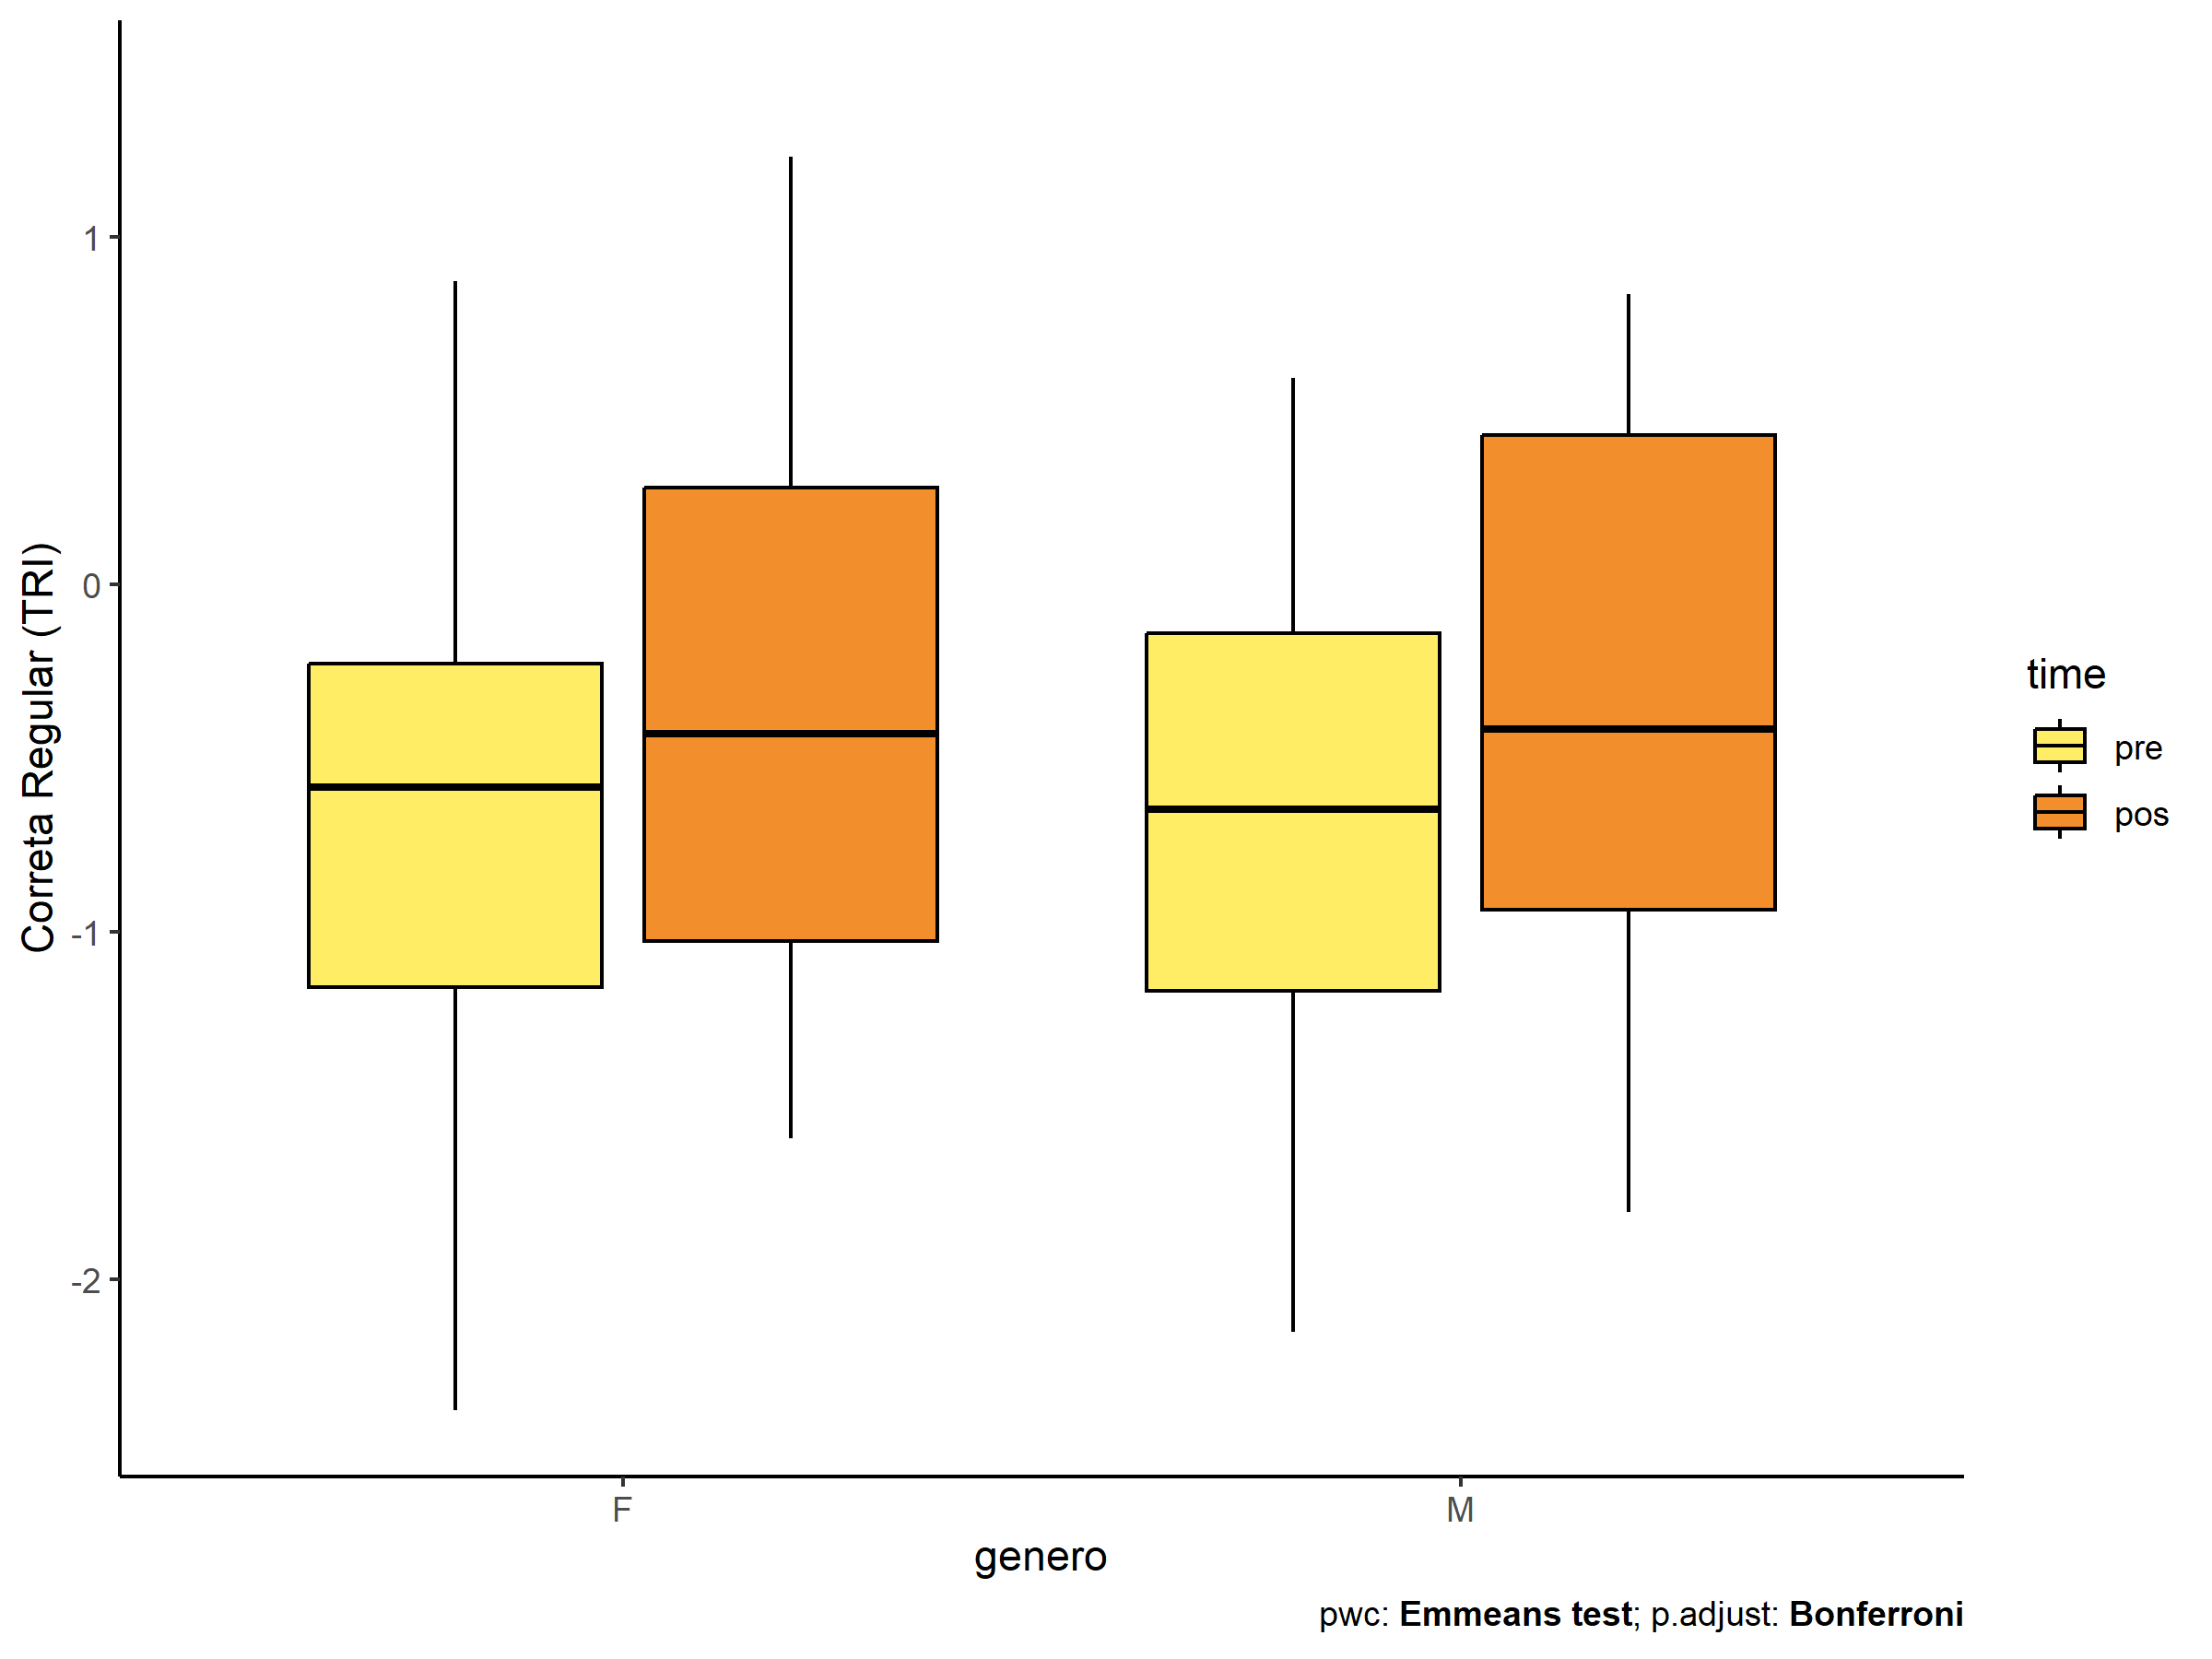 Correta Regular (TRI)
1
0
-1
-2
F
M
genero
time
pre
pos
pwc: Emmeans test; p.adjust: Bonferroni